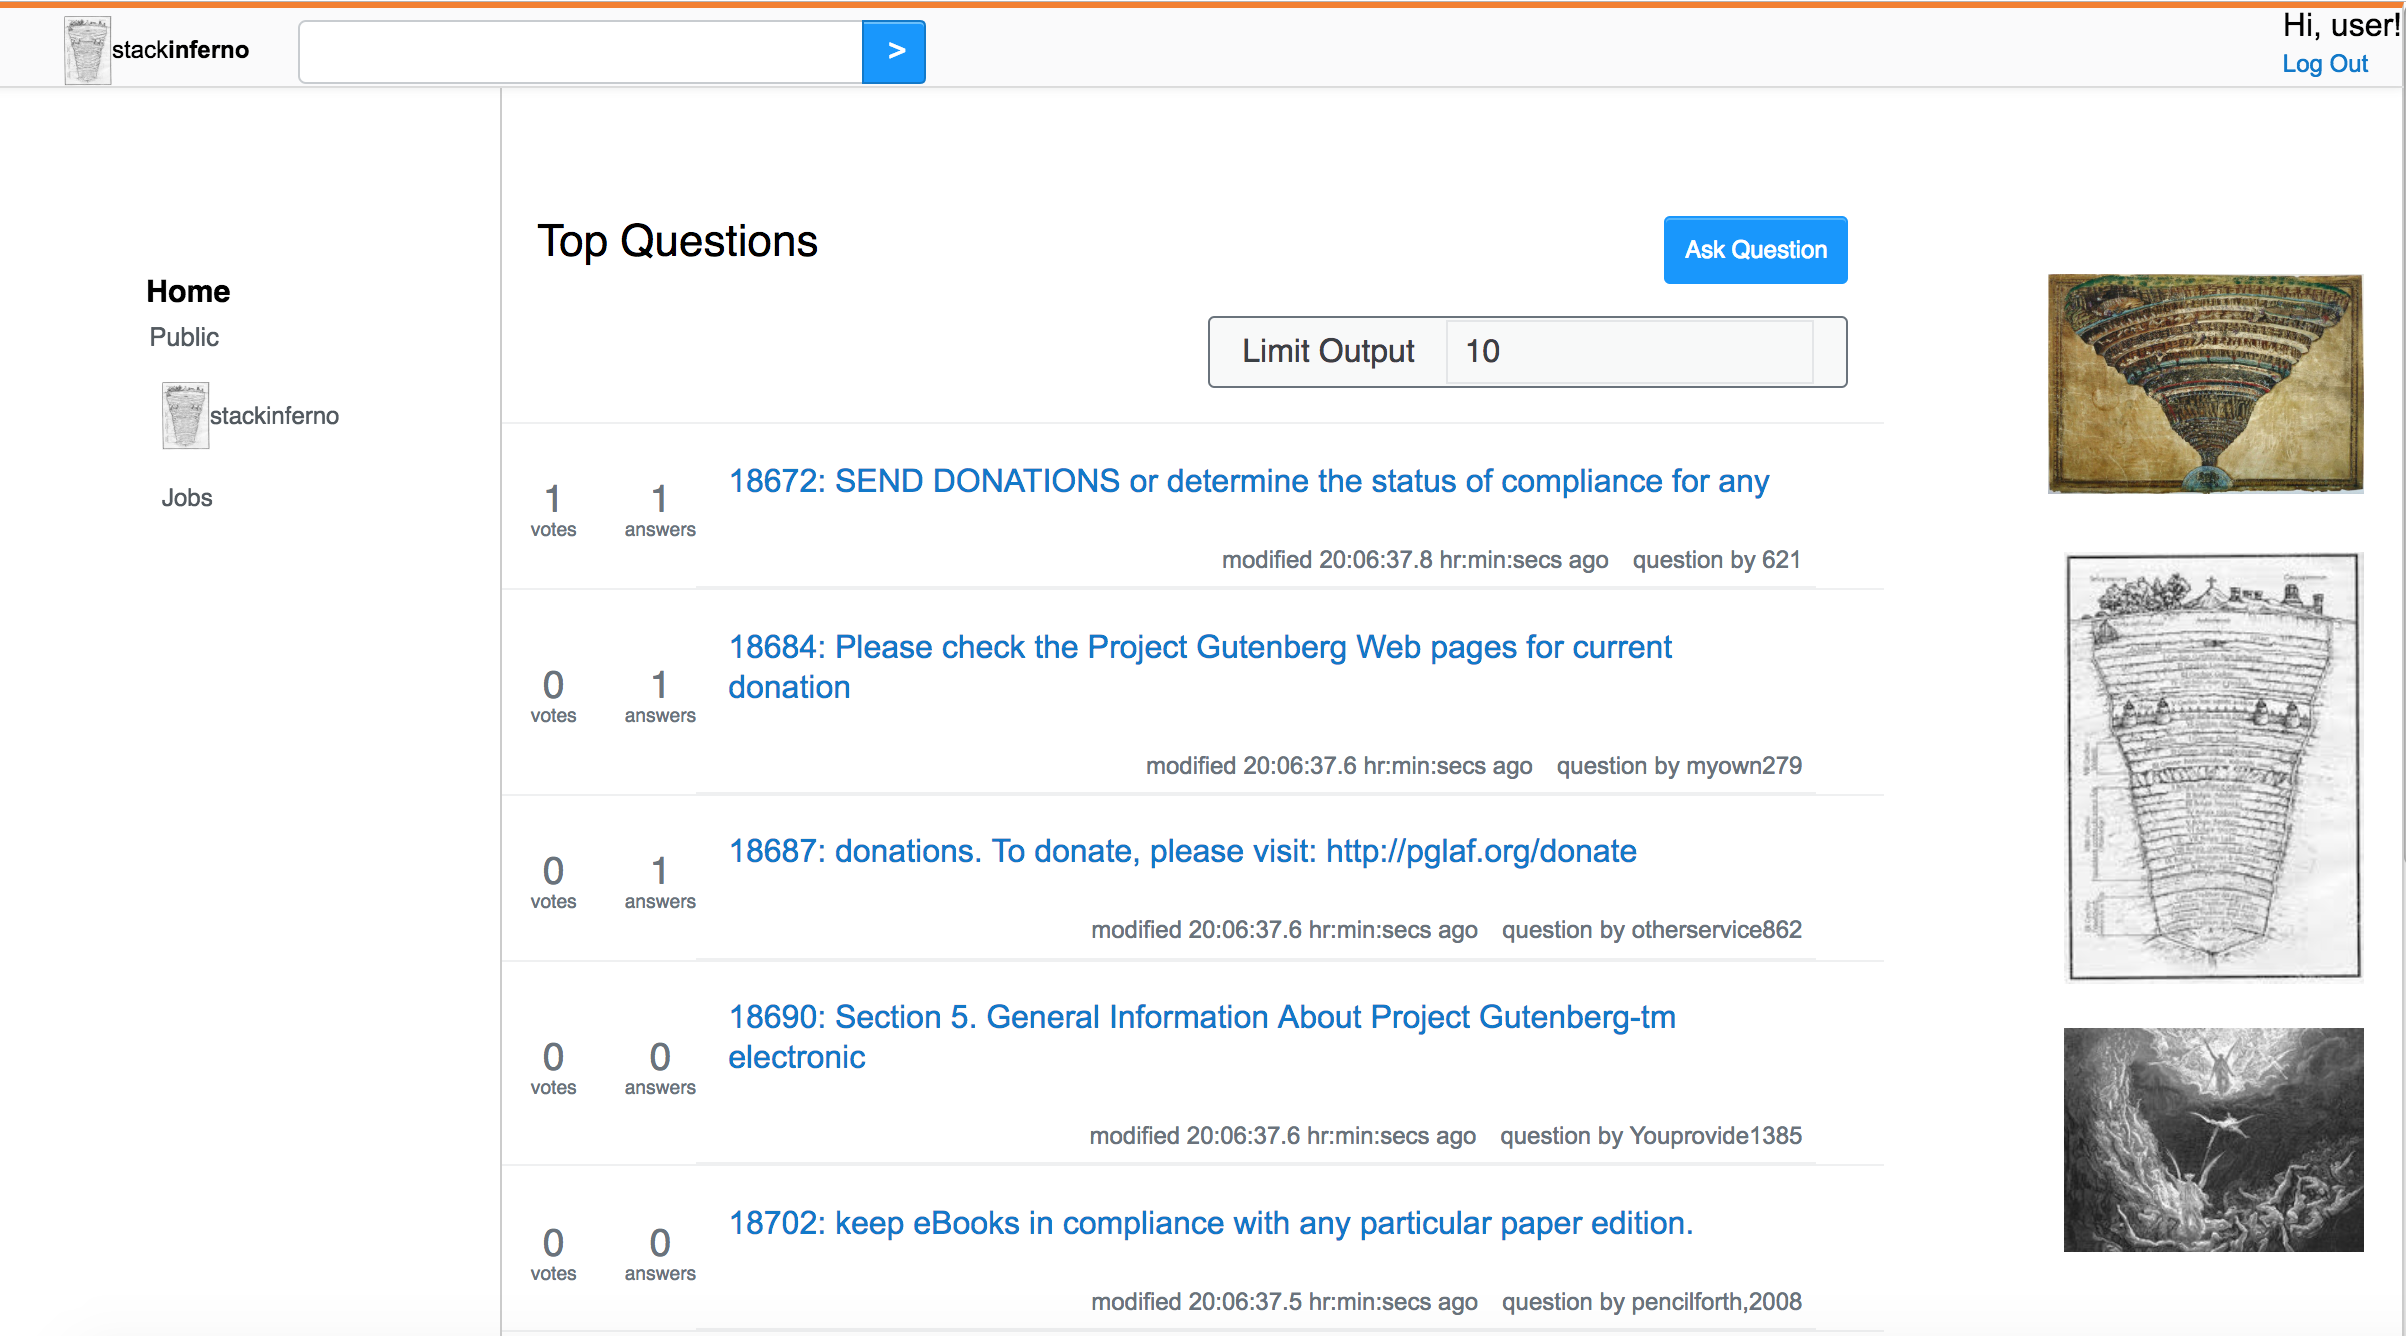 stackinferno
>
Hi, user!
Log Out
Home
Public
stackinferno
Jobs
Top Questions
Ask Question
Limit Output 10
1 votes 1 answers
18672: SEND DONATIONS or determine the status of compliance for any
modified 20:06:37.8 hr:min:secs ago question by 621
0 votes 1 answers
18684: Please check the Project Gutenberg Web pages for current
donation
modified 20:06:37.6 hr:min:secs ago question by myown279
0 votes 1 answers
18687: donations. To donate, please visit: http://pglaf.org/donate
modified 20:06:37.6 hr:min:secs ago question by otherservice862
0 votes 0 answers
18690: Section 5. General Information About Project Gutenberg-tm
electronic
modified 20:06:37.6 hr:min:secs ago question by Youprovide1385
0 votes 0 answers
18702: keep eBooks in compliance with any particular paper edition.
modified 20:06:37.5 hr:min:secs ago question by pencilforth,2008